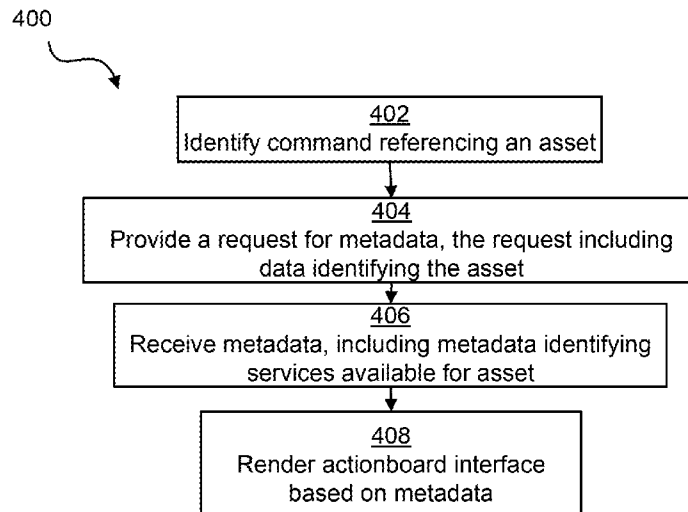 400
402
Identify command referencing an asset
404
Provide a request for metadata, the request including
data identifying the asset
406
Receive metadata, including metadata identifying
services available for asset
408
Render actionboard interface
based on metadata